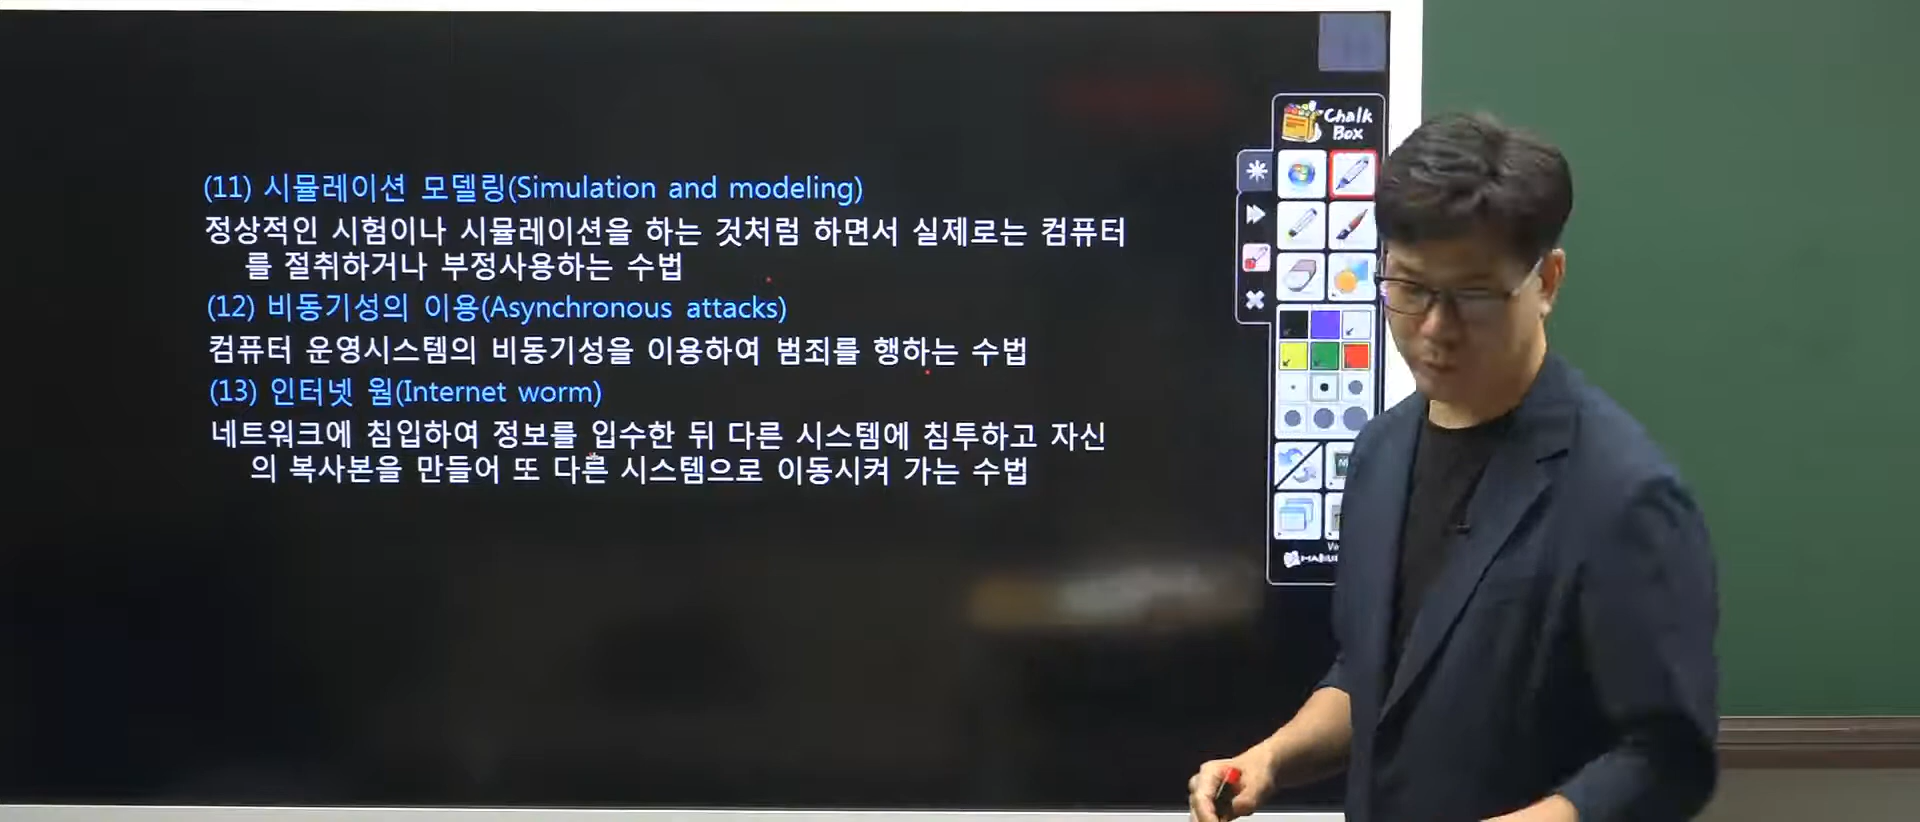 (11) 시뮬레이션 모델링(Simulation and modeling)
정상적인 시험이나 시뮬레이션을 하는 것처럼 하면서 실제로는 컴퓨터
를 절취하거나 부정사용하는 수법
(12) 비동기성의 이용(Asynchronous attacks)
컴퓨터 운영시스템의 비동기성을 이용하여 범죄를 행하는 수법
(13) 인터넷 웜(Internet worm)
네트워크에 침입하여 정보를 입수한 뒤 다른 시스템에 침투하고 자신
의 복사본을 만들어 또 다른 시스템으로 이동시켜 가는 수법
Chalk
Box